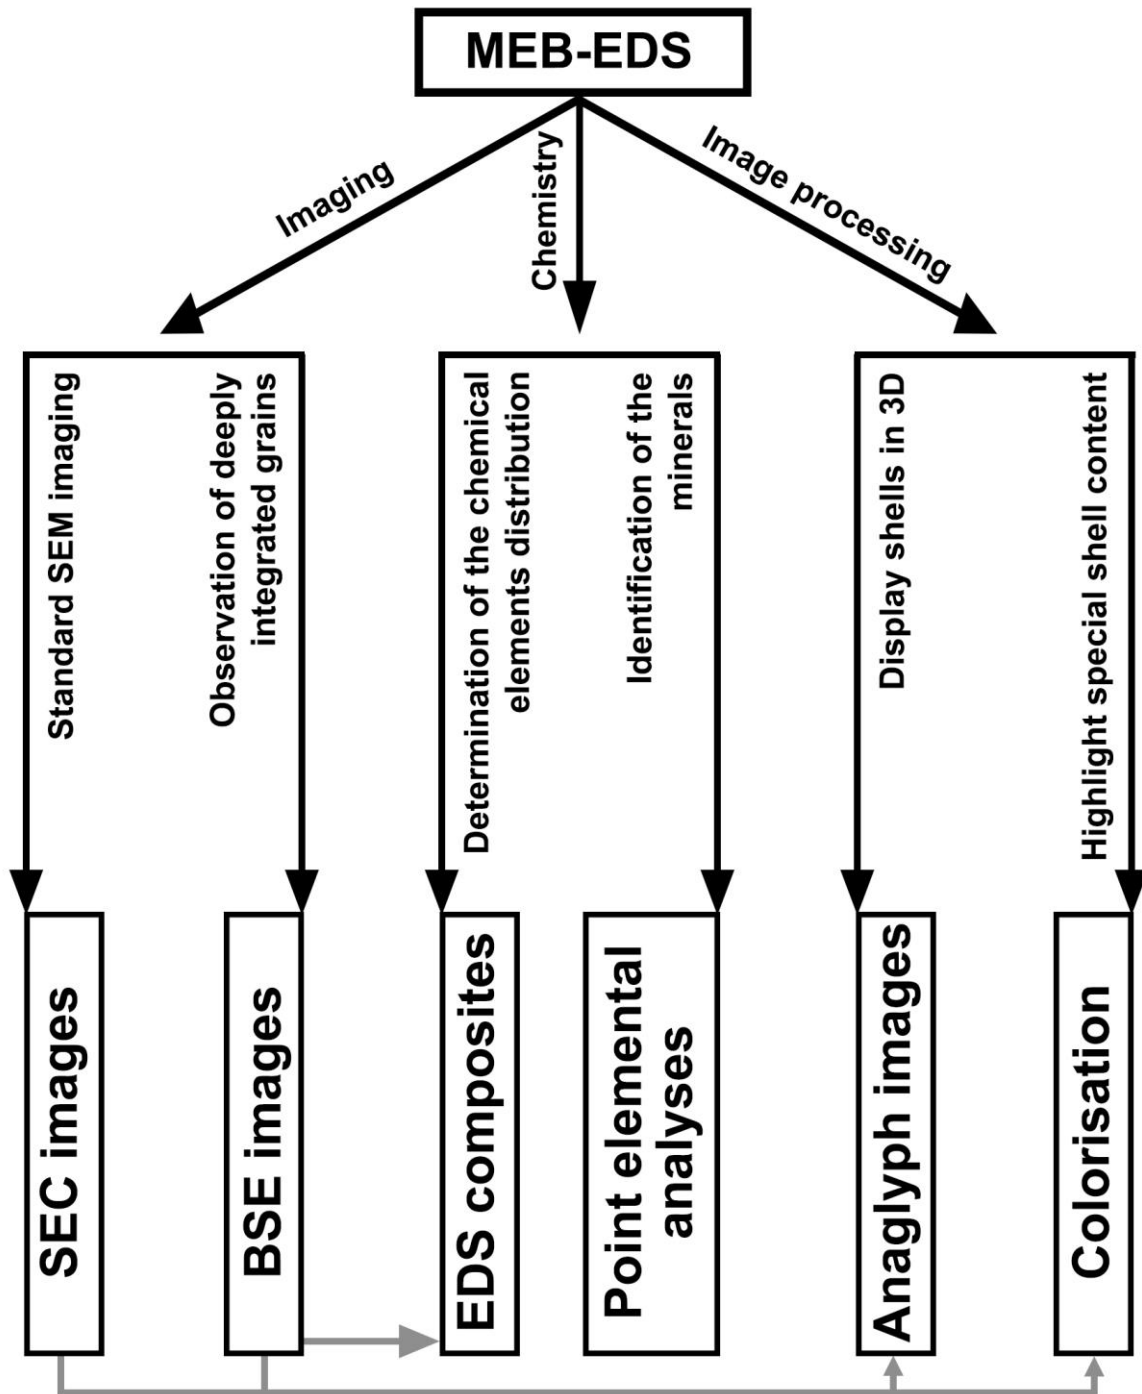 MEB-EDS
Imaging
Chemistry
Image processing
Standard SEM imaging
Observation of deeply
integrated grains
Determination of the chemical
elements distribution
Identification of the
minerals
Display shells in 3D
Highlight special shell content
SEC images
BSE images
EDS composites
Point elemental
analyses
Anaglyph images
Colorisation